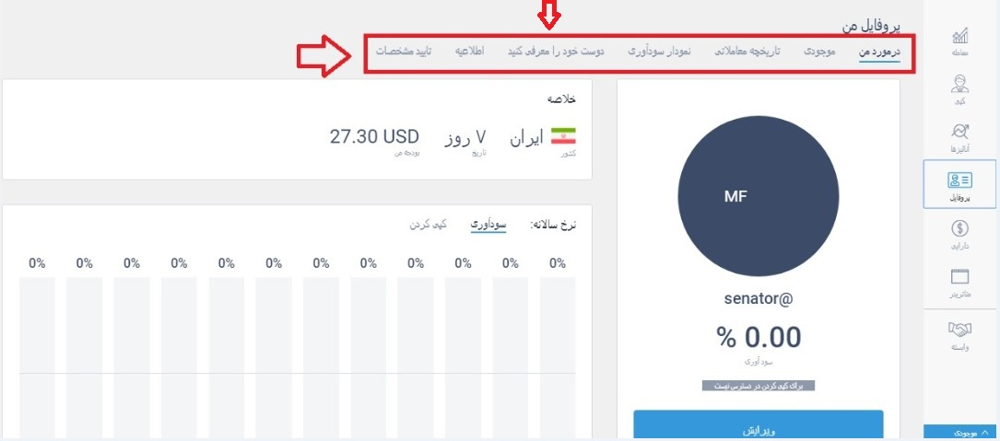 پروفایل من
درمورد من
موجودی
تاریخچه معاملاتی
نمودار سودآوری
دوست خود را معرفی کنید
اطلاعیه
تایید مشخصات
معامله
کپی
آنالیزها
پروفایل
دارایی
متاتریدر
واسته
موجودی
MF
senator@
% 0.00
سودآوری
برای کپی کردن در دسترس نیست
ویرایش
خلاصه
ایران
کشور
۷ روز
تاریخ
27.30 USD
بودجه من
نرخ سالانه:
سودآوری
کپی کردن
0% 0% 0% 0% 0% 0% 0% 0% 0% 0% 0% 0%